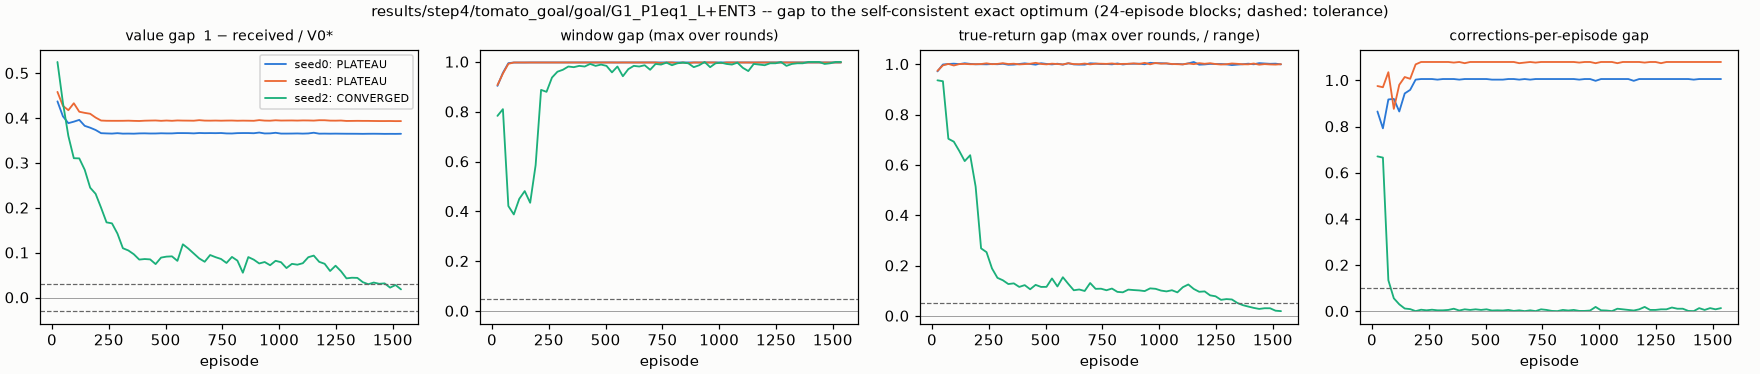 results/step4/tomato_goal/goal/G1_P1eq1_L+ENT3 -- gap to the self-consistent exact optimum (24-episode blocks; dashed: tolerance)
value gap  1 − received / V0*
0.5
0.4
0.3
0.2
0.1
0.0
seed0: PLATEAU
seed1: PLATEAU
seed2: CONVERGED
0 250 500 750 1000 1250 1500
episode
window gap (max over rounds)
1.0
0.8
0.6
0.4
0.2
0.0
0 250 500 750 1000 1250 1500
episode
true-return gap (max over rounds, / range)
1.0
0.8
0.6
0.4
0.2
0.0
0 250 500 750 1000 1250 1500
episode
corrections-per-episode gap
1.0
0.8
0.6
0.4
0.2
0.0
0 250 500 750 1000 1250 1500
episode